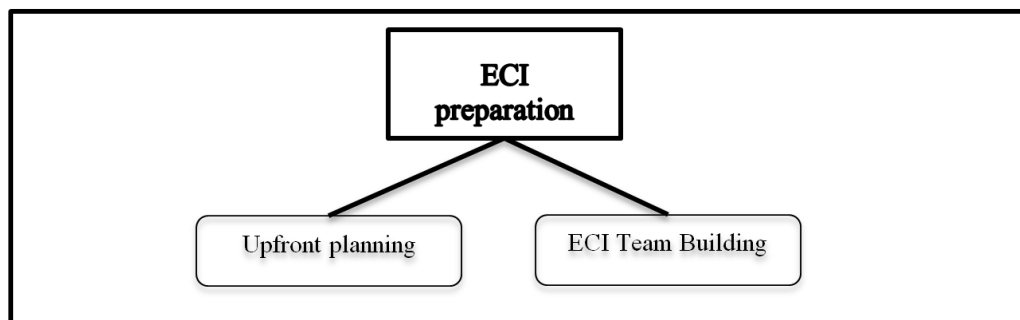 ECI
preparation
Upfront planning
ECI Team Building